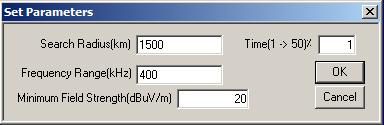 Set Parameters
Search Radius(km) 1500 Time(1 -> 50)% 1
Frequency Range(kHz) 400 OK
Minimum Field Strength(dBuV/m) 20 Cancel